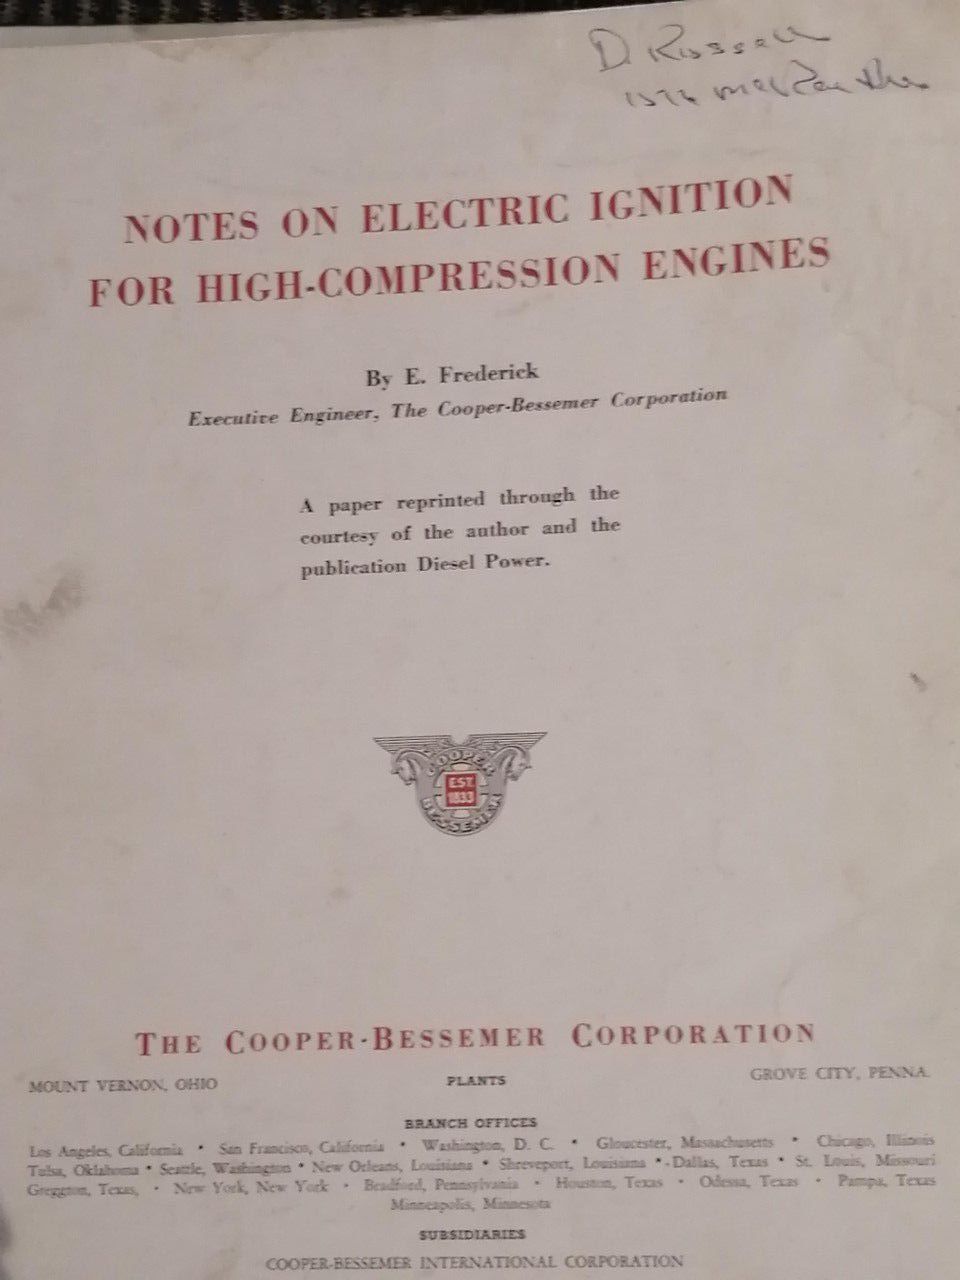 D. Russell
NOTES ON ELECTRIC IGNITION
FOR HIGH-COMPRESSION ENGINES
By E. Frederick
Executive Engineer, The Cooper-Bessemer Corporation
A paper reprinted through the
courtesy of the author and the
publication Diesel Power.
COOPER
EST.
1833
BESSEMER
THE COOPER-BESSEMER CORPORATION
MOUNT VERNON, OHIO PLANTS GROVE CITY, PENNA.
BRANCH OFFICES
Los Angeles, California • San Francisco, California • Washington, D. C. • Gloucester, Massachusetts • Chicago, Illinois
Tulsa, Oklahoma • Seattle, Washington • New Orleans, Louisiana • Shreveport, Louisiana • Dallas, Texas • St. Louis, Missouri
Greggton, Texas, • New York, New York • Bradford, Pennsylvania • Houston, Texas • Odessa, Texas • Pampa, Texas
Minneapolis, Minnesota
SUBSIDIARIES
COOPER-BESSEMER INTERNATIONAL CORPORATION